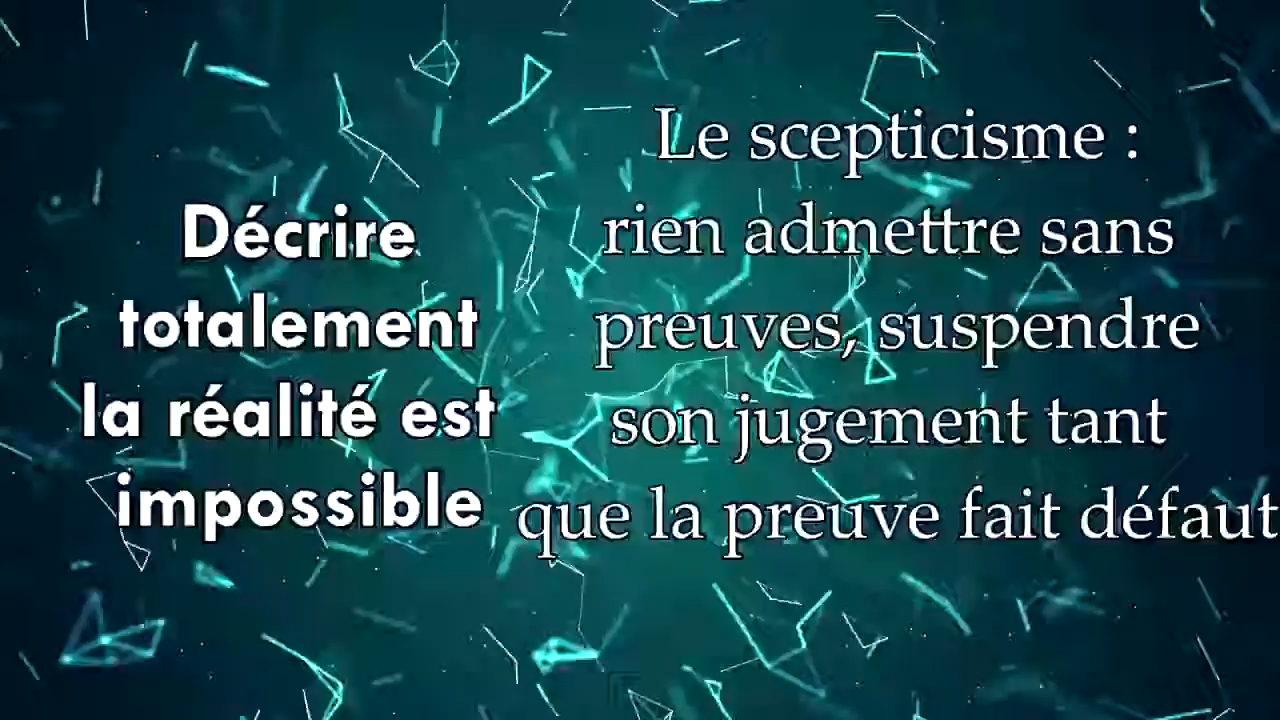 Décrire
totalement
la réalité est
impossible
Le scepticisme :
rien admettre sans
preuves, suspendre
son jugement tant
que la preuve fait défaut